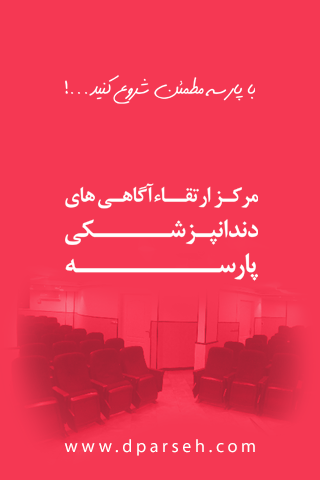 با پارسه مطمئن شروع کنید...!
مرکز ارتقاء آگاهی های
دندانپزشکی
پارسه
www.dparseh.com